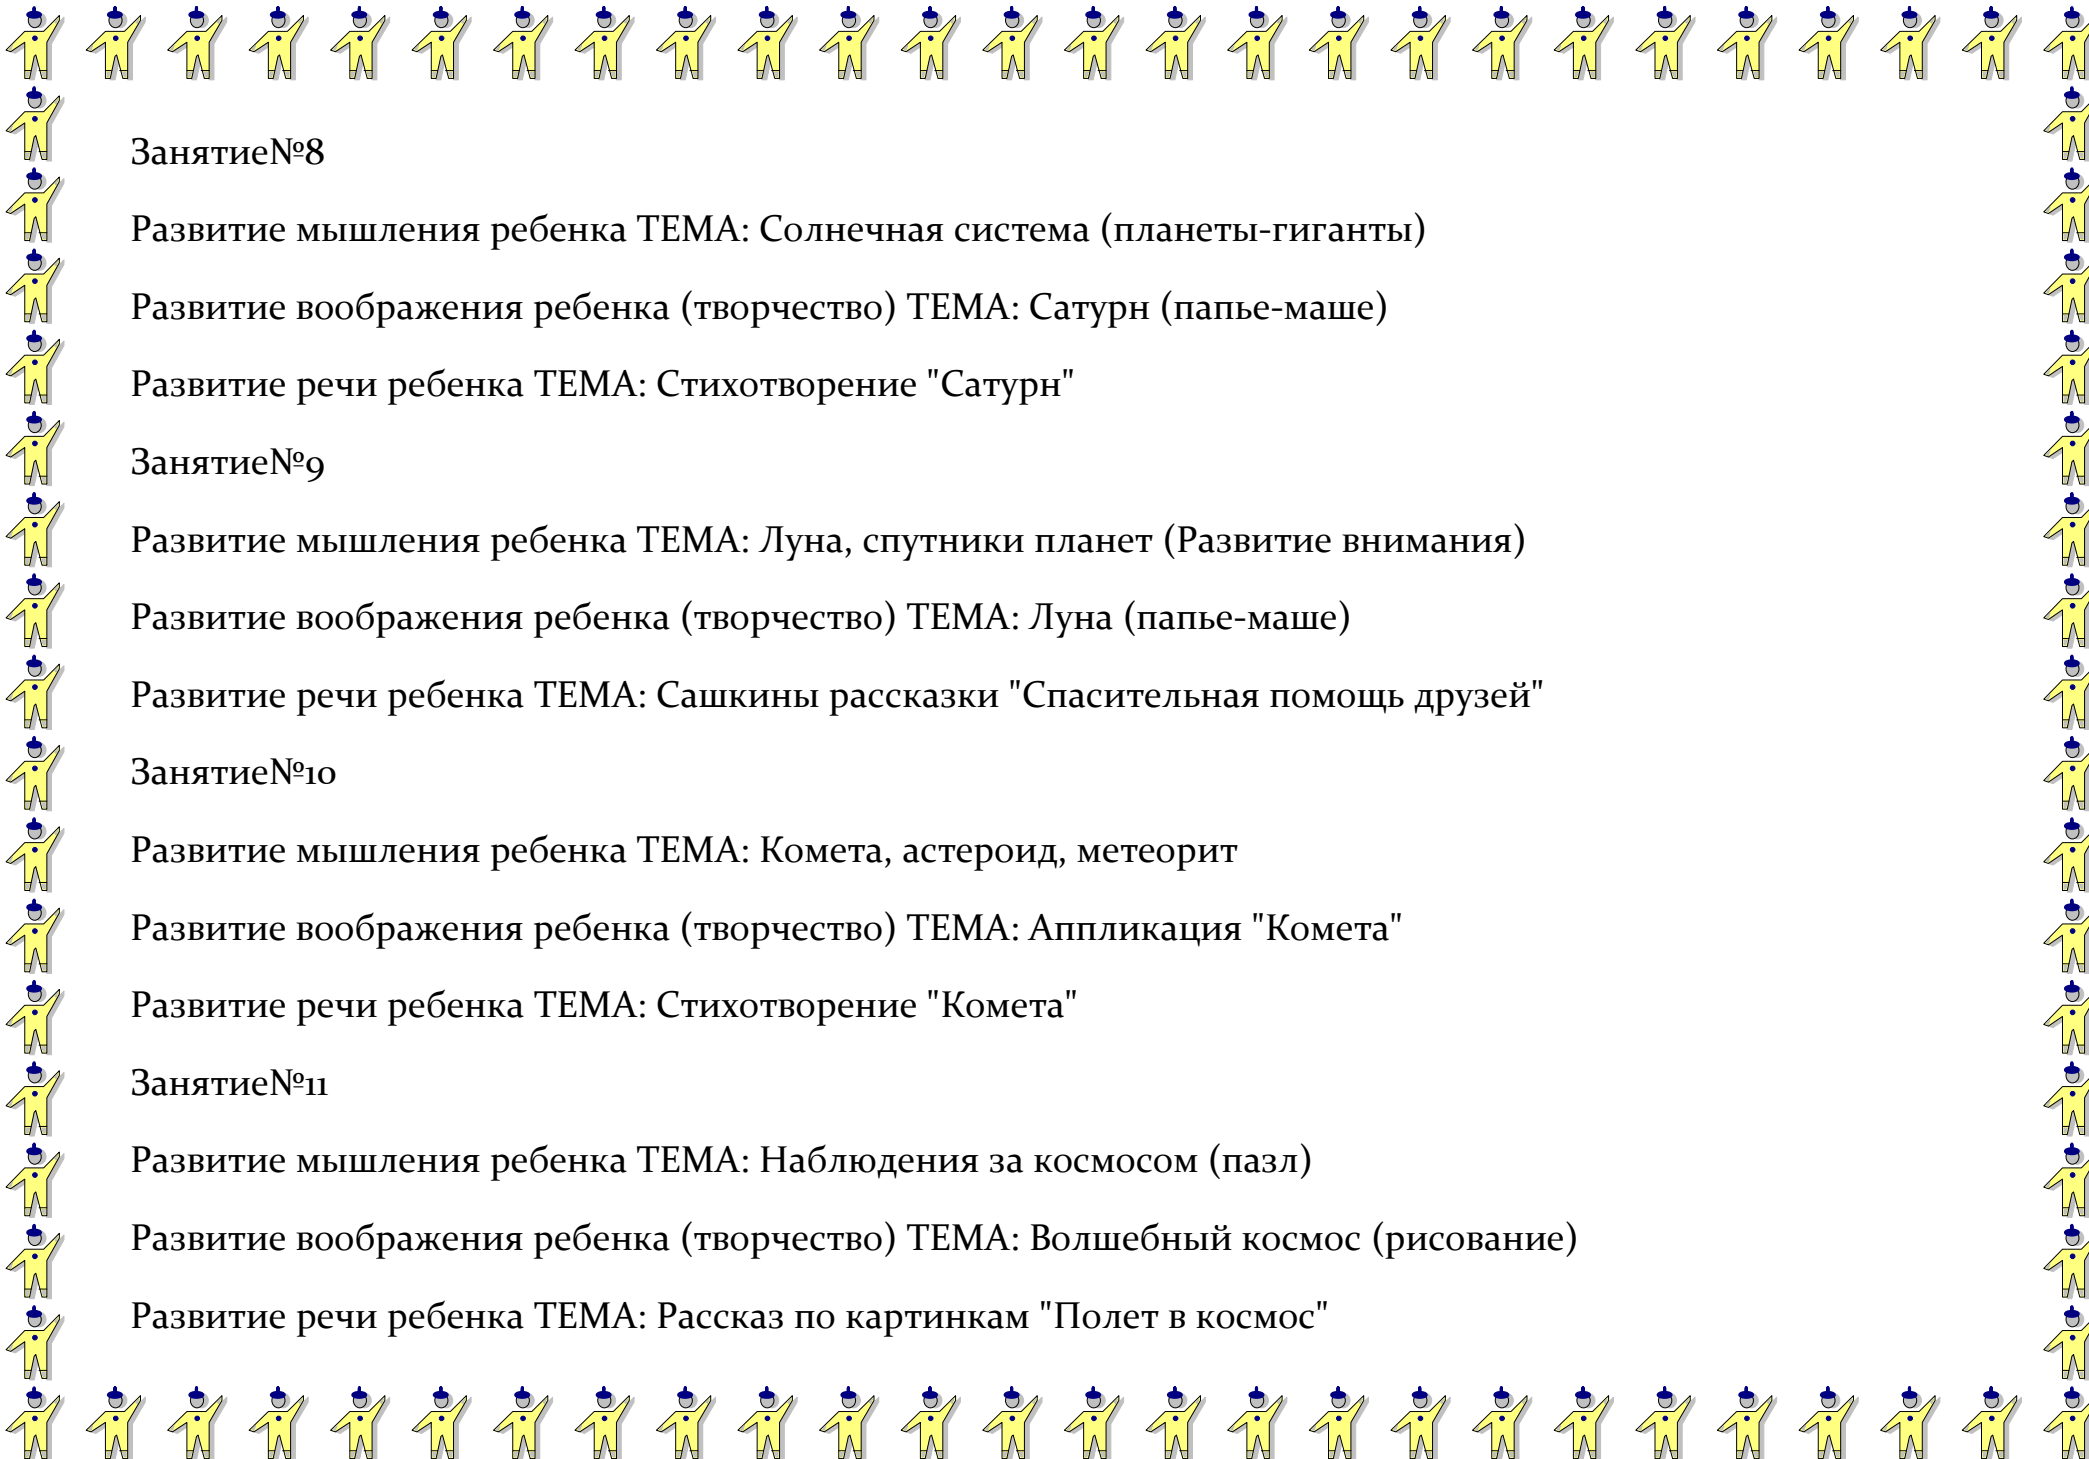 Занятие№8
Развитие мышления ребенка ТЕМА: Солнечная система (планеты-гиганты)
Развитие воображения ребенка (творчество) ТЕМА: Сатурн (папье-маше)
Развитие речи ребенка ТЕМА: Стихотворение "Сатурн"
Занятие№9
Развитие мышления ребенка ТЕМА: Луна, спутники планет (Развитие внимания)
Развитие воображения ребенка (творчество) ТЕМА: Луна (папье-маше)
Развитие речи ребенка ТЕМА: Сашкины рассказки "Спасительная помощь друзей"
Занятие№10
Развитие мышления ребенка ТЕМА: Комета, астероид, метеорит
Развитие воображения ребенка (творчество) ТЕМА: Аппликация "Комета"
Развитие речи ребенка ТЕМА: Стихотворение "Комета"
Занятие№11
Развитие мышления ребенка ТЕМА: Наблюдения за космосом (пазл)
Развитие воображения ребенка (творчество) ТЕМА: Волшебный космос (рисование)
Развитие речи ребенка ТЕМА: Рассказ по картинкам "Полет в космос"